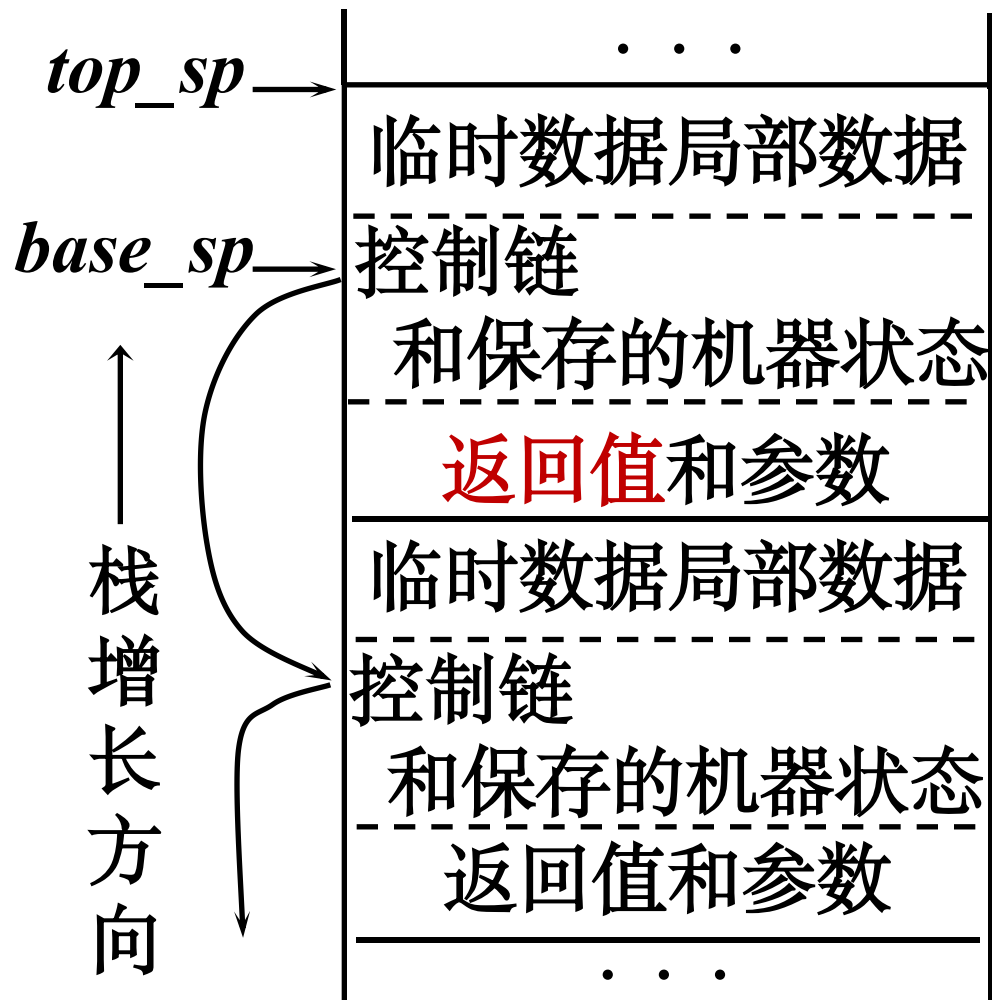 . . .
top_sp
临时数据局部数据
base_sp
控制链
和保存的机器状态
返回值和参数
临时数据局部数据
控制链
和保存的机器状态
返回值和参数
. . .
栈增长方向